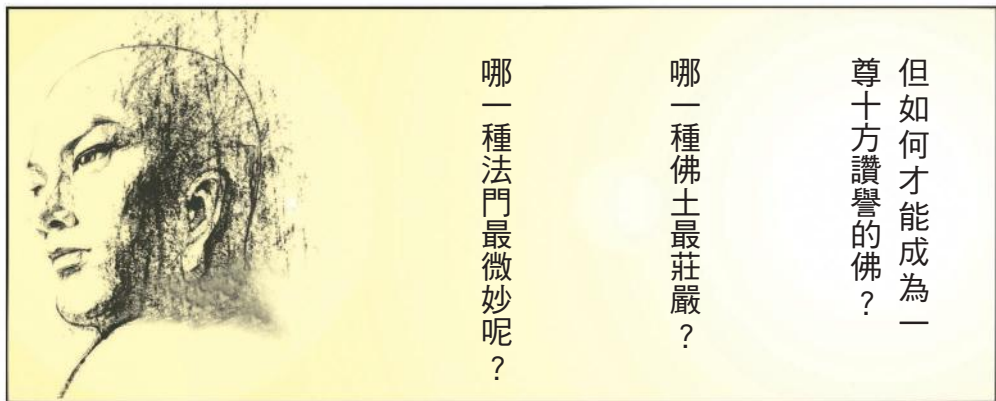 但如何才能成為一
尊十方讚譽的佛？
哪一種佛土最莊嚴？
哪一種法門最微妙呢？